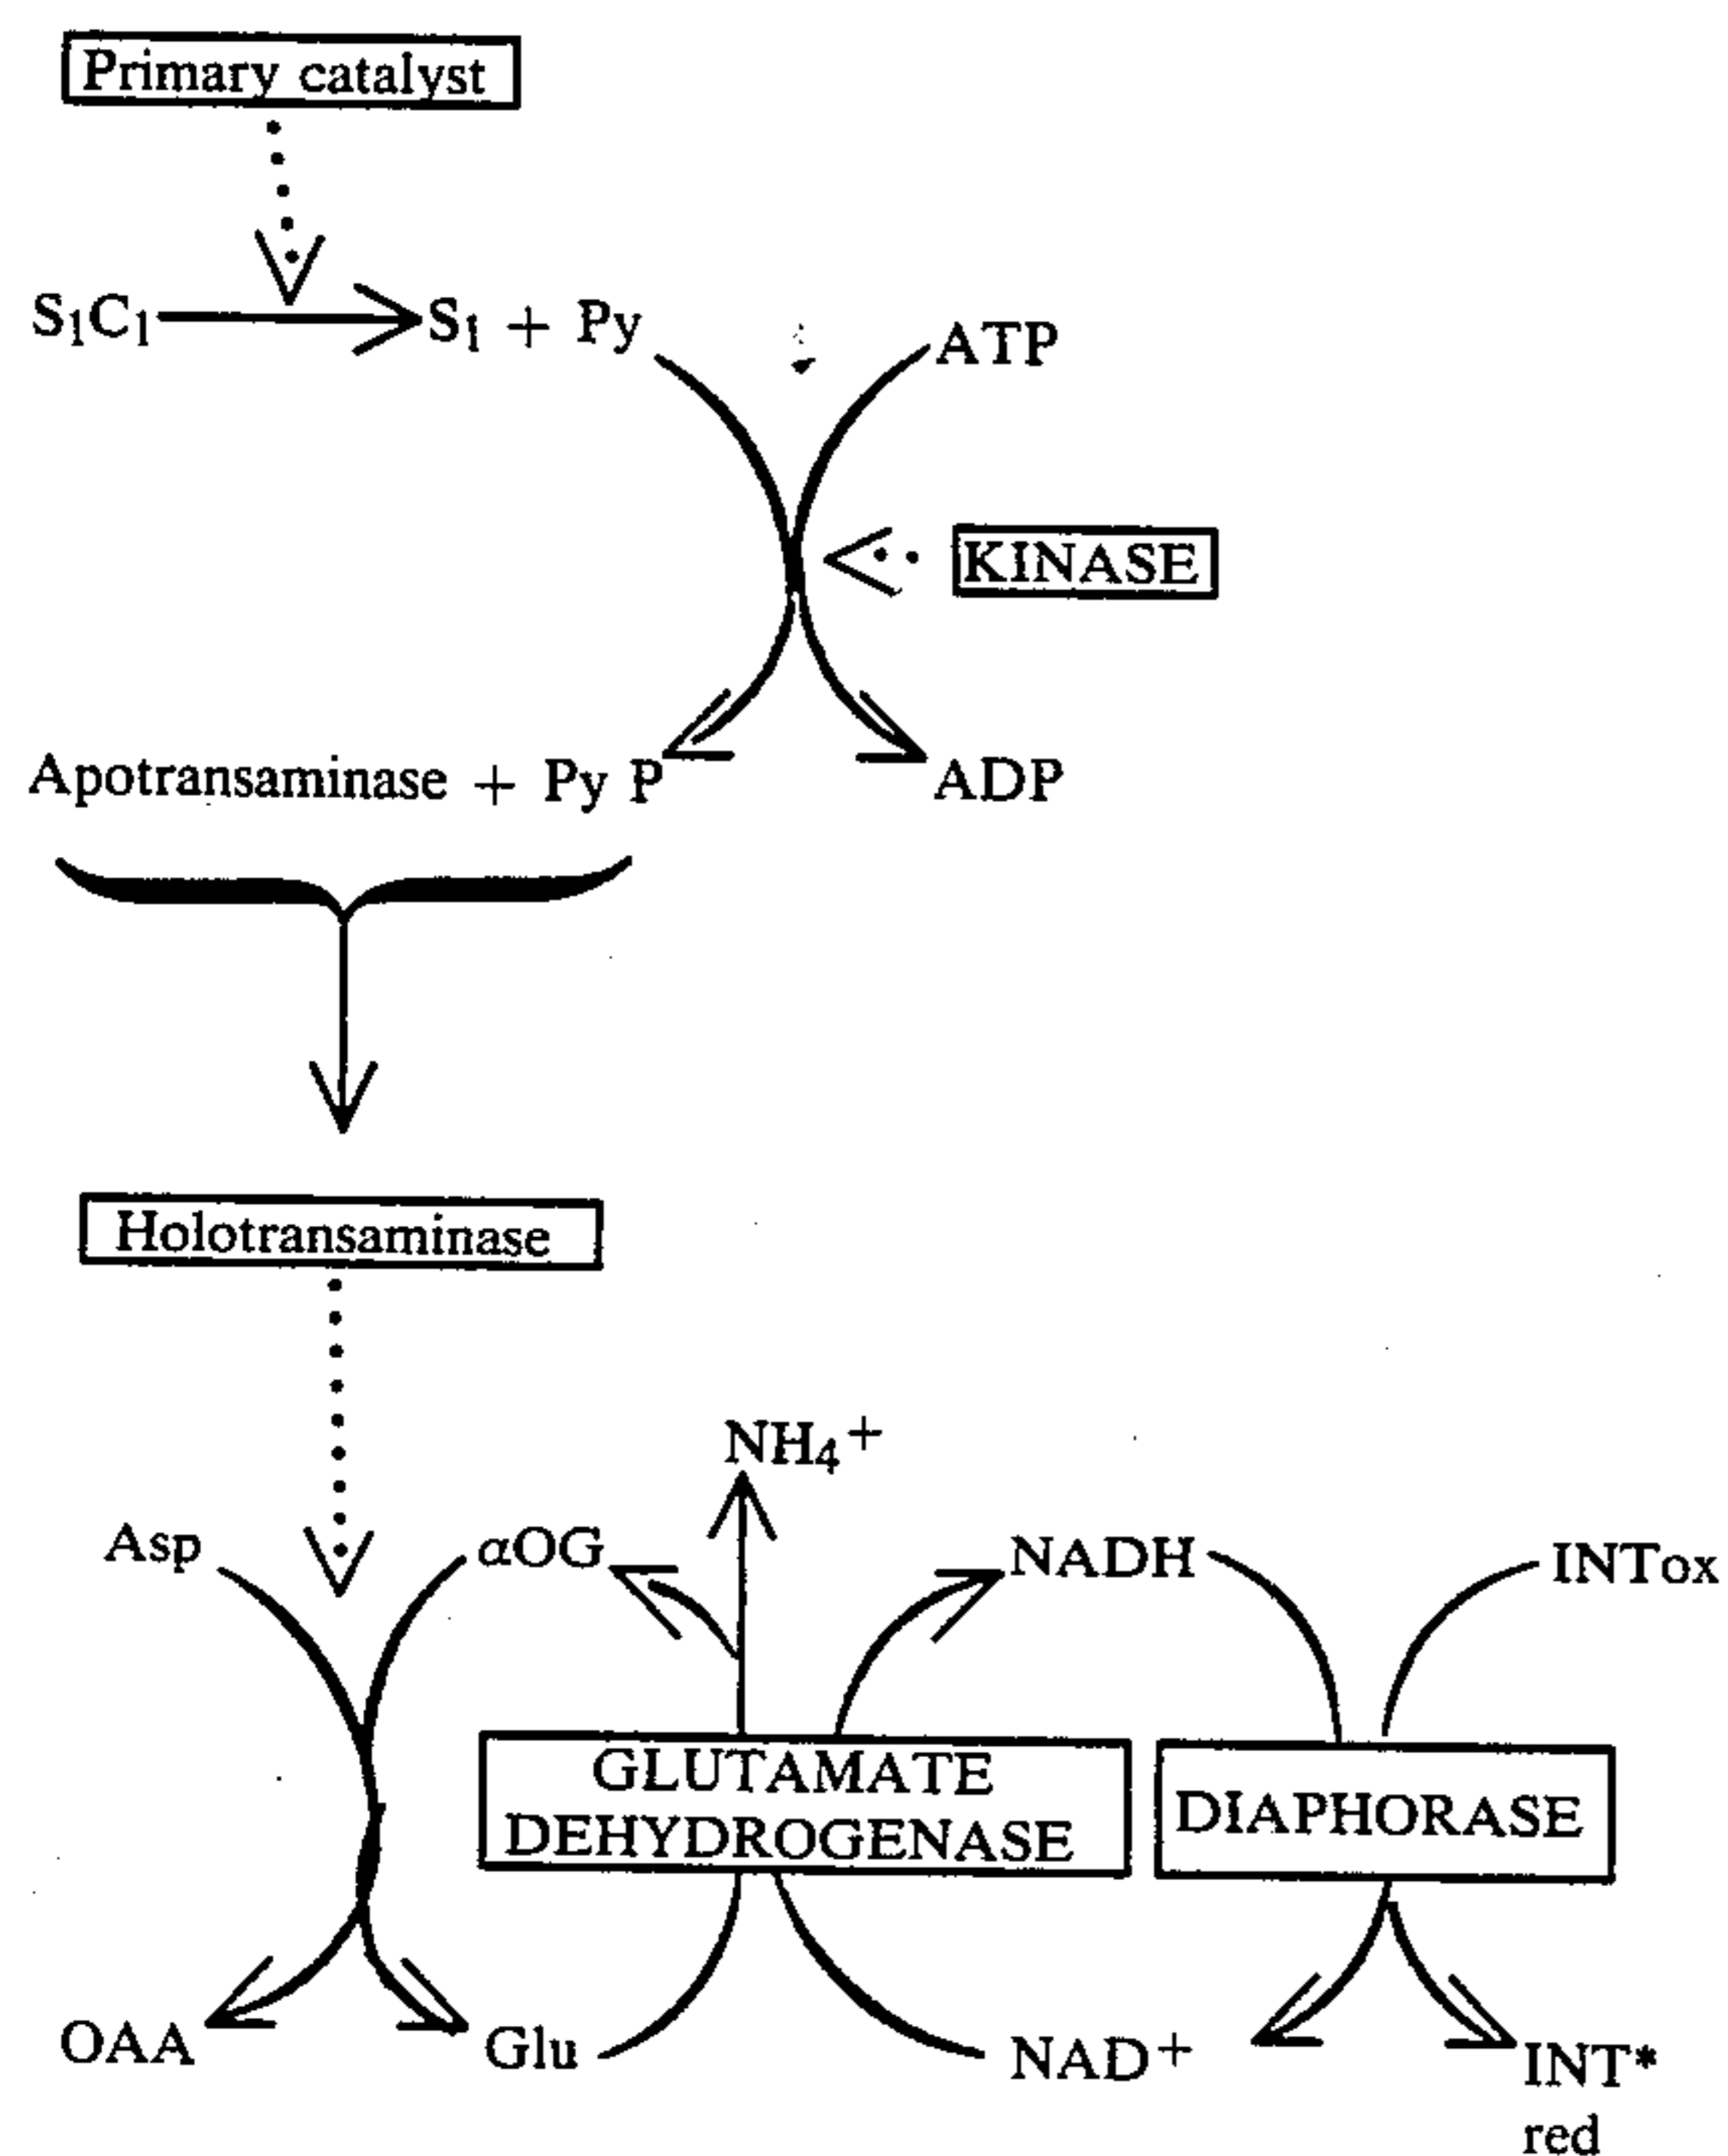 Primary catalyst
S₁C₁ S₁ + Py ATP
KINASE
Apotransaminase + Py P ADP
Holotransaminase
NH₄⁺
Asp αOG NADH INTox
GLUTAMATE
DEHYDROGENASE
DIAPHORASE
OAA Glu NAD⁺ INT*
red